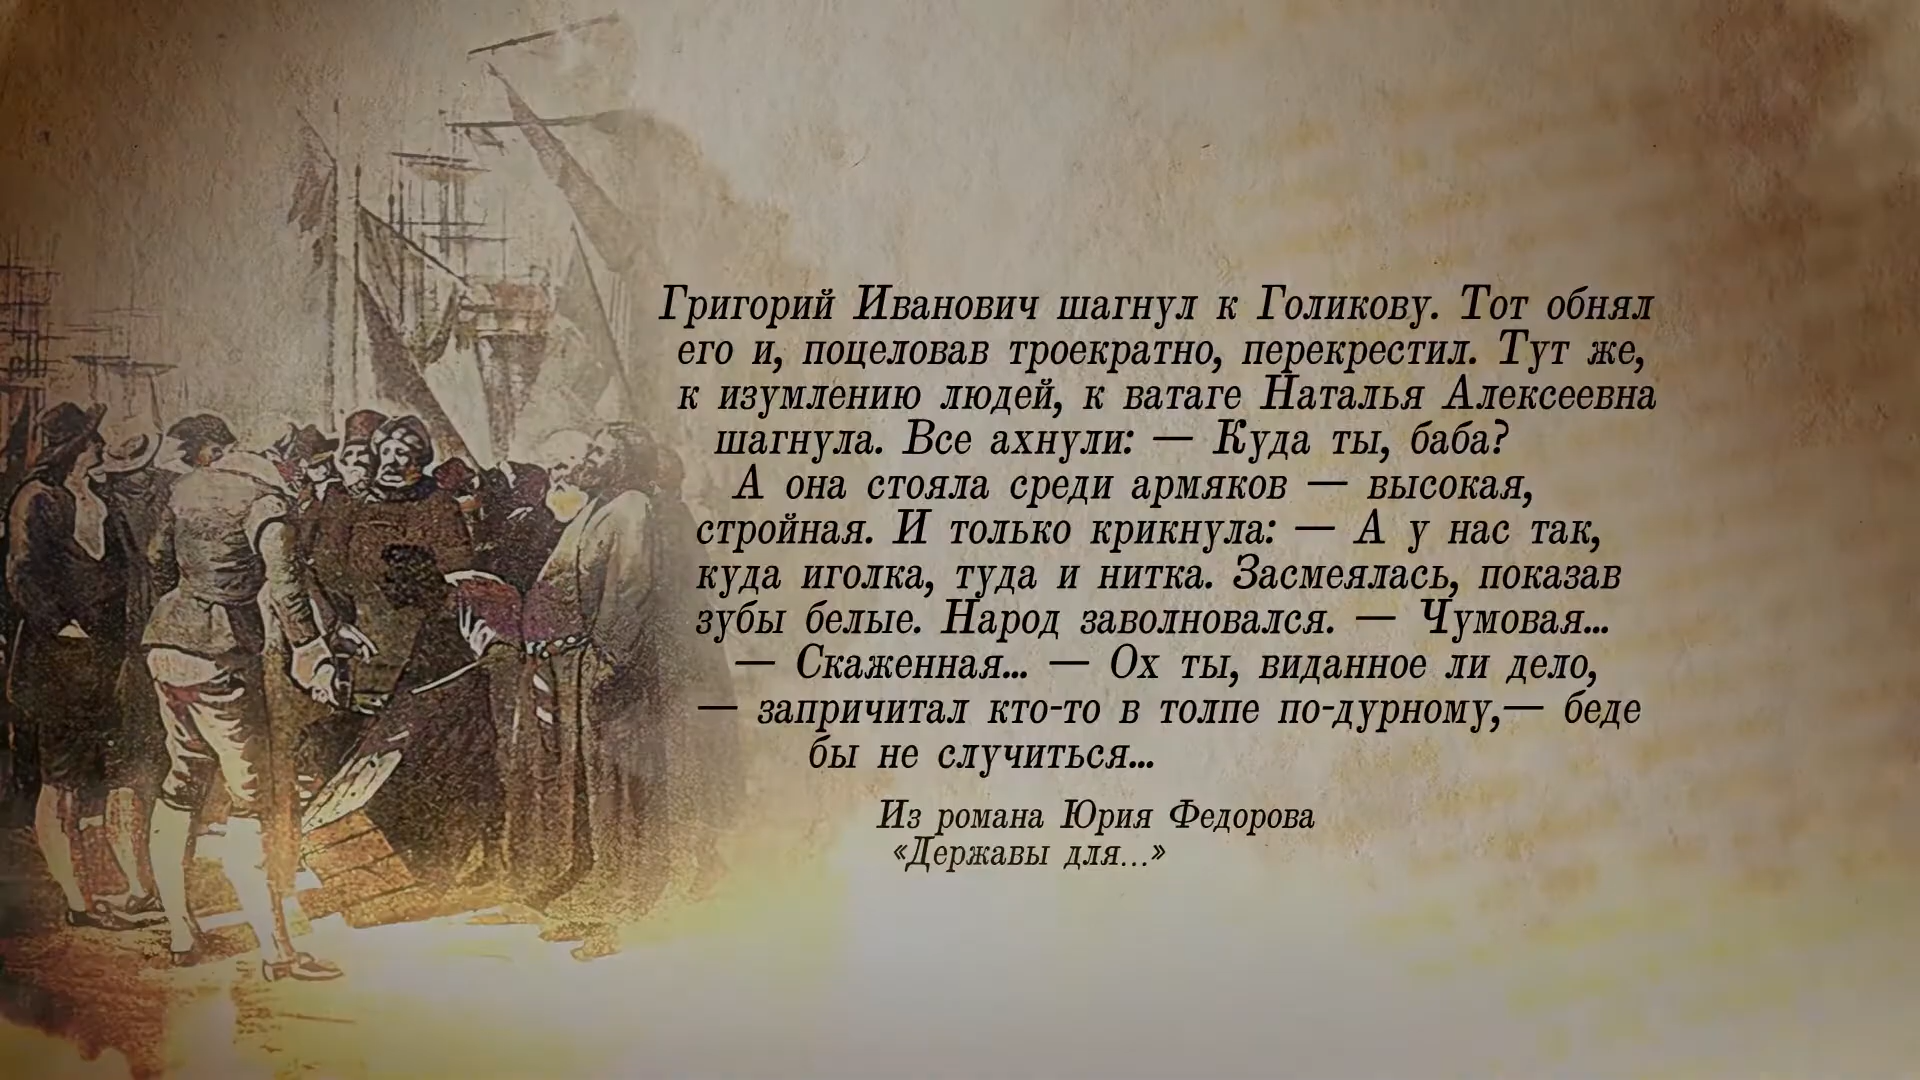 Григорий Иванович шагнул к Голикову. Тот обнял
его и, поцеловав троекратно, перекрестил. Тут же,
к изумлению людей, к ватаге Наталья Алексеевна
шагнула. Все ахнули: — Куда ты, баба?
А она стояла среди армяков — высокая,
стройная. И только крикнула: — А у нас так,
куда иголка, туда и нитка. Засмеялась, показав
зубы белые. Народ заволновался. — Чумовая...
— Скаженная... — Ох ты, виданное ли дело,
— запричитал кто-то в толпе по-дурному,— беде
бы не случиться...
Из романа Юрия Федорова
«Державы для...»